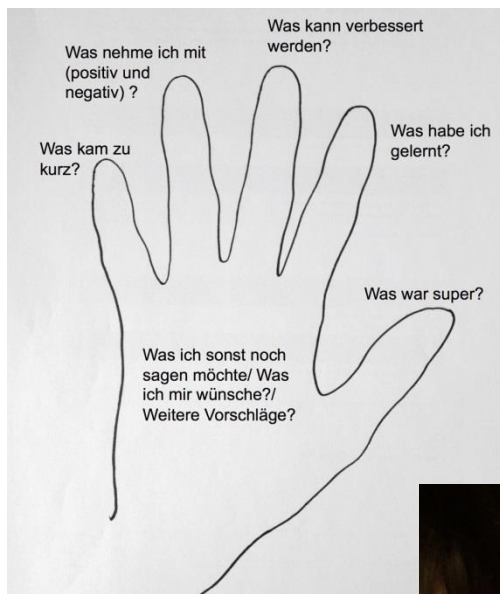 Was kann verbessert
werden?
Was nehme ich mit
(positiv und
negativ) ?
Was habe ich
gelernt?
Was kam zu
kurz?
Was war super?
Was ich sonst noch
sagen möchte/ Was
ich mir wünsche?/
Weitere Vorschläge?